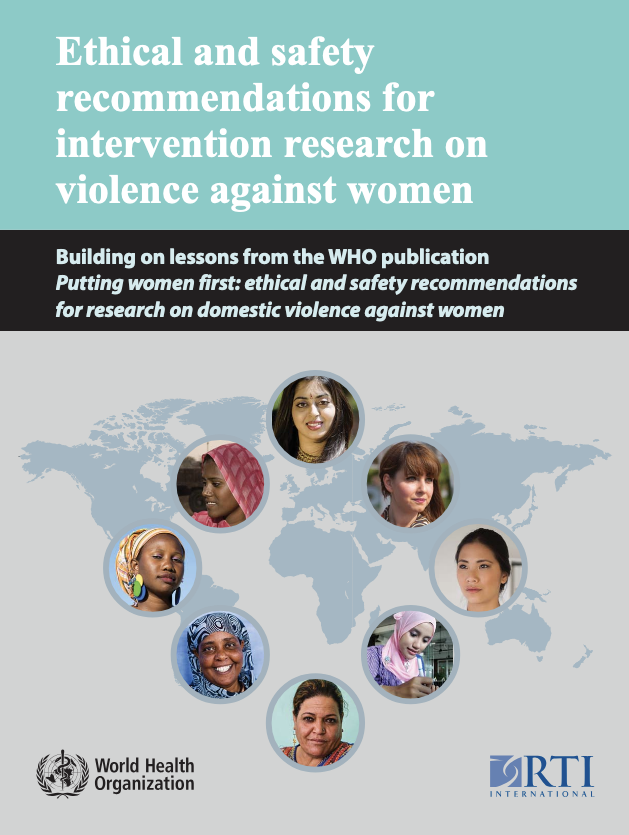 Ethical and safety
recommendations for
intervention research on
violence against women
Building on lessons from the WHO publication
Putting women first: ethical and safety recommendations
for research on domestic violence against women
World Health
Organization
RTI
INTERNATIONAL